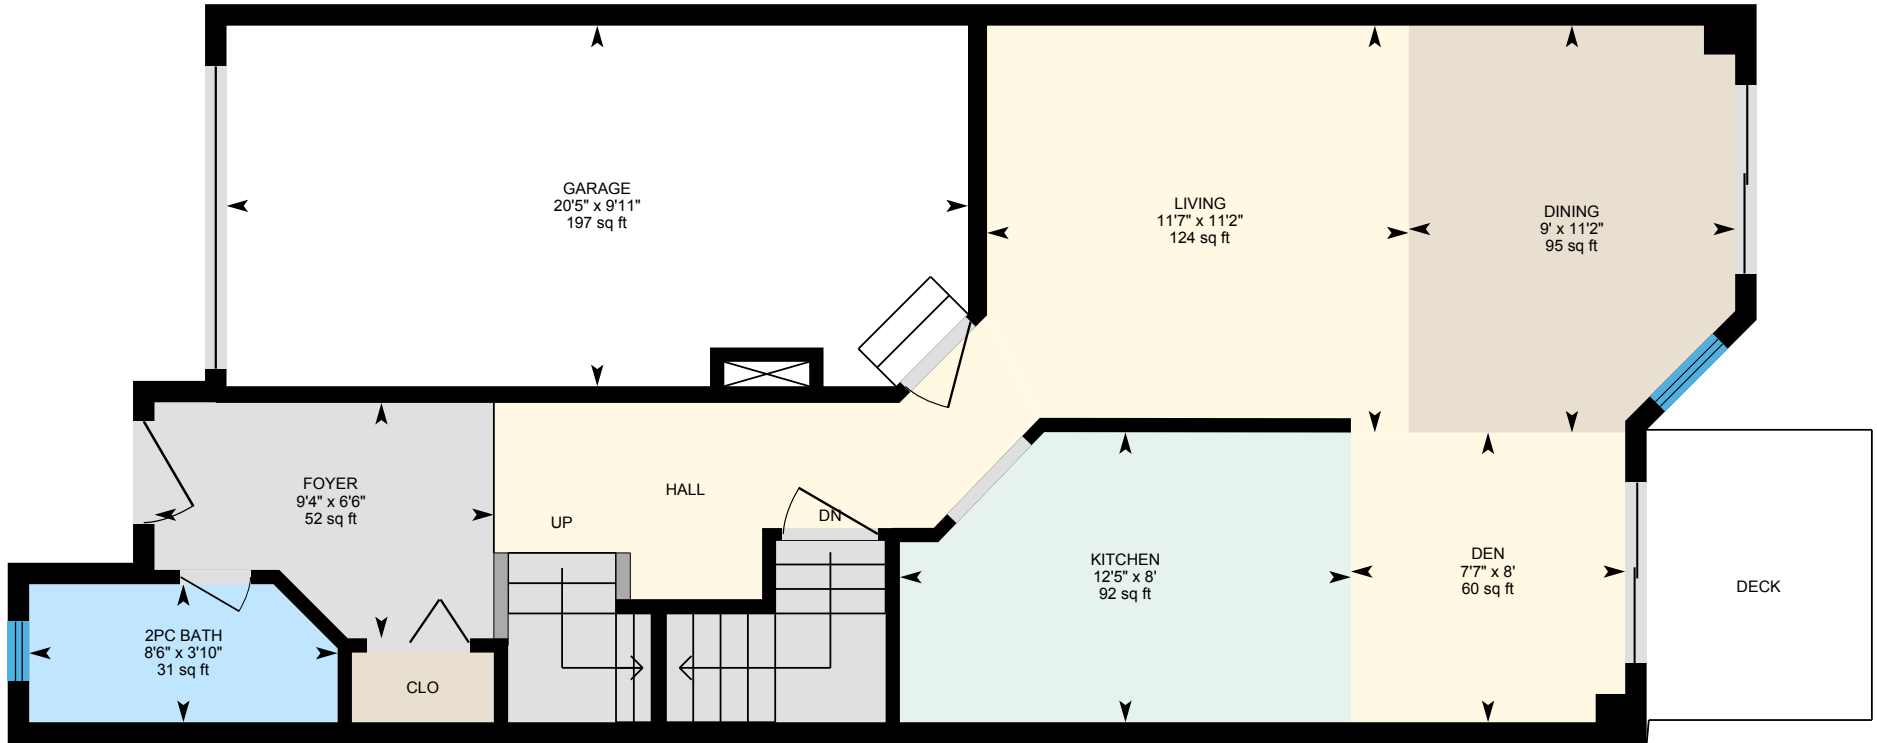 GARAGE
20'5" x 9'11"
197 sq ft
LIVING
11'7" x 11'2"
124 sq ft
DINING
9' x 11'2"
95 sq ft
FOYER
9'4" x 6'6"
52 sq ft
HALL
UP
DN
KITCHEN
12'5" x 8'
92 sq ft
DEN
7'7" x 8'
60 sq ft
DECK
2PC BATH
8'6" x 3'10"
31 sq ft
CLO